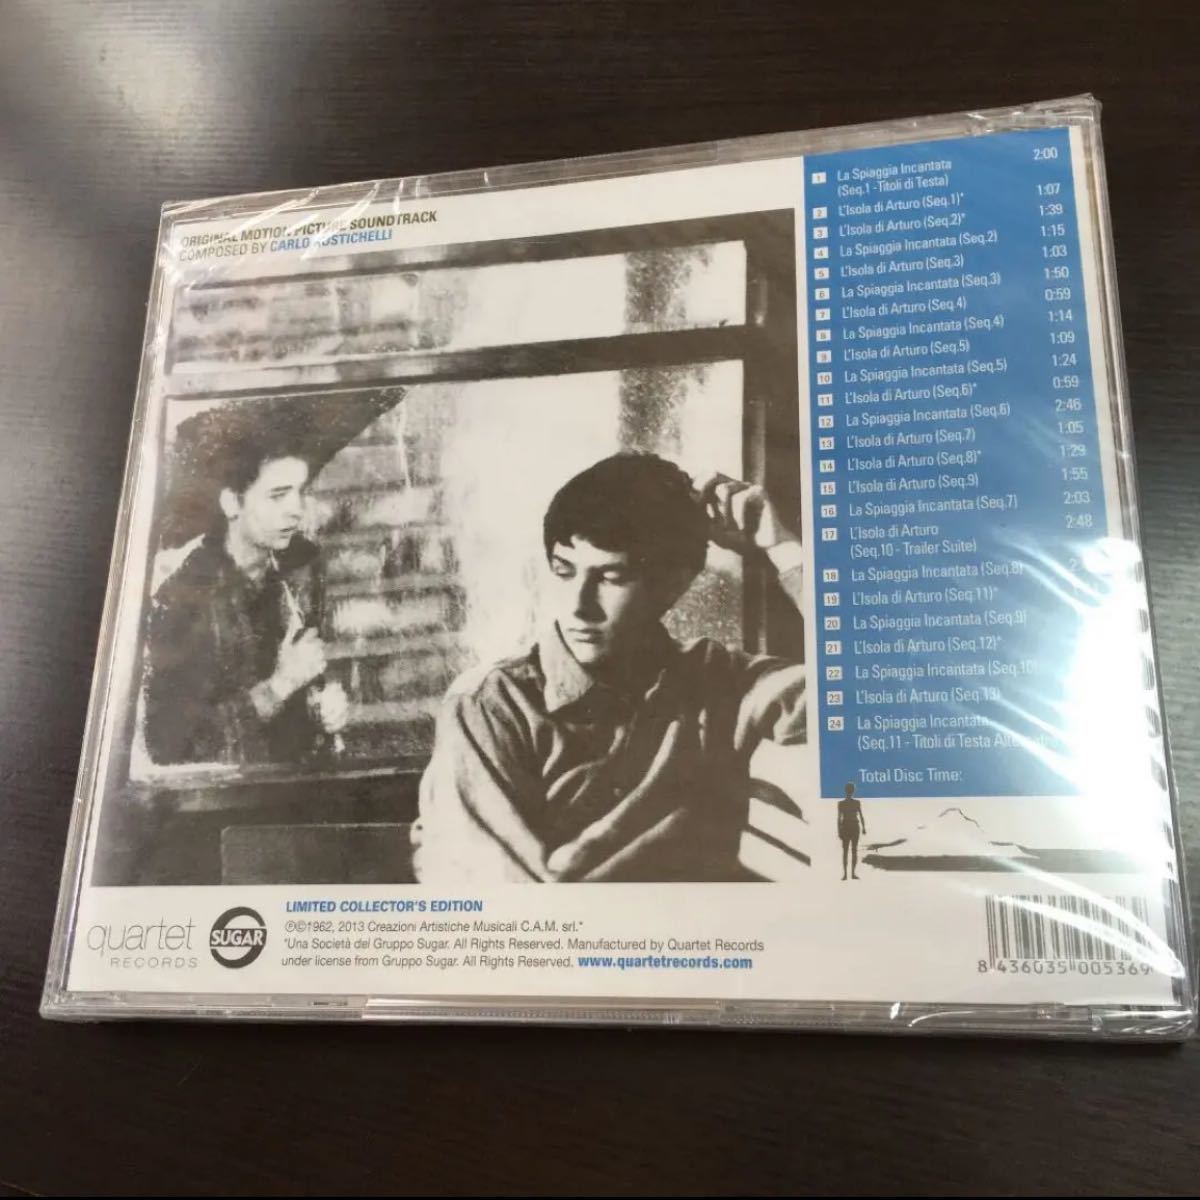 ORIGINAL MOTION PICTURE SOUNDTRACK
COMPOSED BY CARLO RUSTICHELLI
1 La Spiaggia Incantata 2:00
(Seq.1 - Titoli di Testa)
2 L'Isola di Arturo (Seq.1)* 1:07
3 L'Isola di Arturo (Seq.2)* 1:39
4 La Spiaggia Incantata (Seq.2) 1:15
5 L'Isola di Arturo (Seq.3) 1:03
6 La Spiaggia Incantata (Seq.3) 1:50
7 L'Isola di Arturo (Seq.4) 0:59
8 La Spiaggia Incantata (Seq.4) 1:14
9 L'Isola di Arturo (Seq.5) 1:09
10 La Spiaggia Incantata (Seq.5) 1:24
11 L'Isola di Arturo (Seq.6)* 0:59
12 La Spiaggia Incantata (Seq.6) 2:46
13 L'Isola di Arturo (Seq.7) 1:05
14 L'Isola di Arturo (Seq.8)* 1:29
15 L'Isola di Arturo (Seq.9) 1:55
16 La Spiaggia Incantata (Seq.7) 2:03
17 L'Isola di Arturo 2:48
(Seq.10 - Trailer Suite)
18 La Spiaggia Incantata (Seq.8)
19 L'Isola di Arturo (Seq.11)*
20 La Spiaggia Incantata (Seq.9)
21 L'Isola di Arturo (Seq.12)*
22 La Spiaggia Incantata (Seq.10)
23 L'Isola di Arturo (Seq.13)
24 La Spiaggia Incantata
(Seq.11 - Titoli di Testa
Total Disc Time:
quartet
RECORDS
SUGAR
LIMITED COLLECTOR'S EDITION
℗©1962, 2013 Creazioni Artistiche Musicali C.A.M. srl.*
*Una Società del Gruppo Sugar. All Rights Reserved. Manufactured by Quartet Records
under license from Gruppo Sugar. All Rights Reserved. www.quartetrecords.com
8 436035 005369